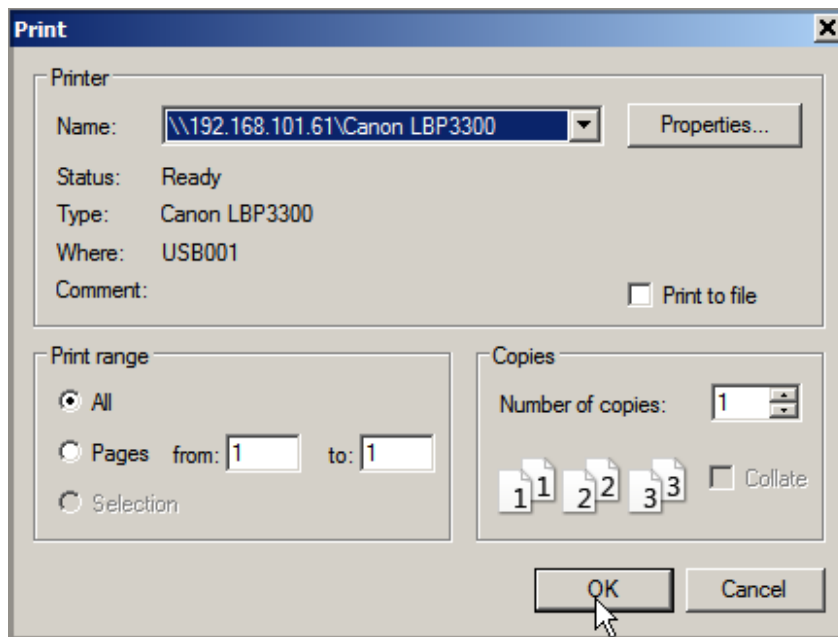 Print
Printer
Name: \\192.168.101.61\Canon LBP3300 Properties...
Status: Ready
Type: Canon LBP3300
Where: USB001
Comment: Print to file
Print range
All
Pages from: 1 to: 1
Selection
Copies
Number of copies: 1
1 1 2 2 3 3 Collate
OK Cancel